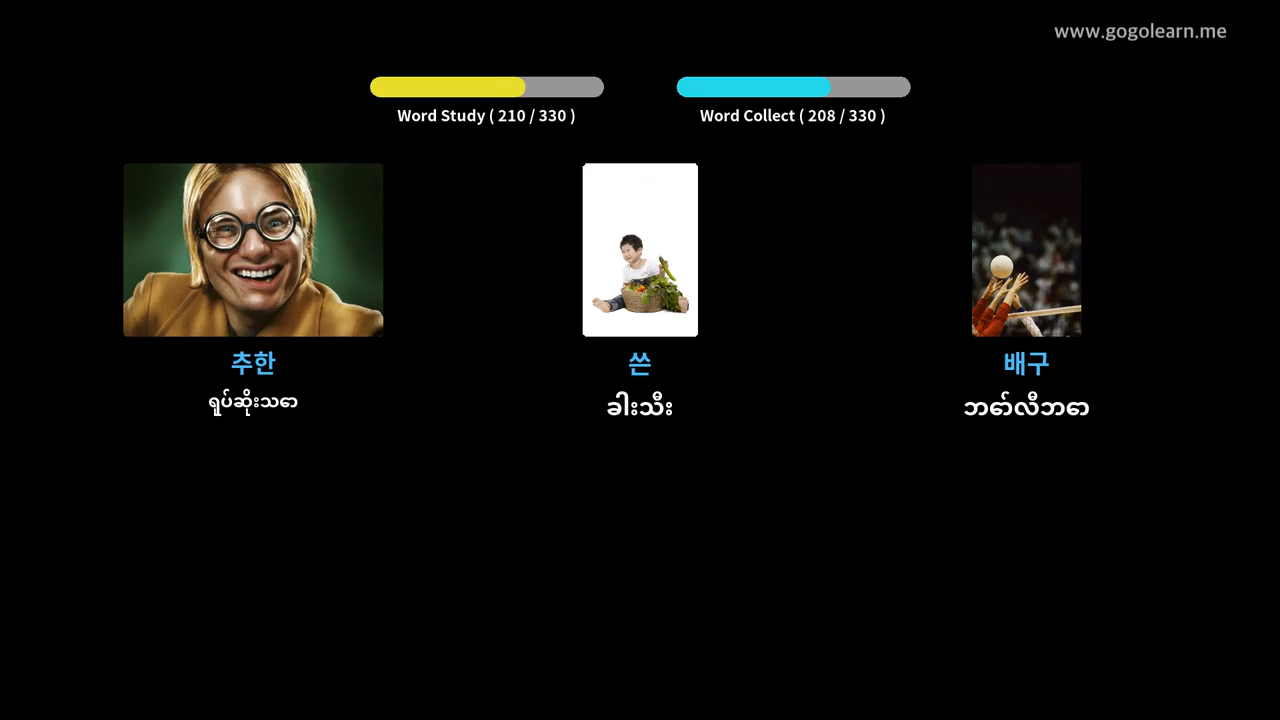 www.gogolearn.me
Word Study ( 210 / 330 )
Word Collect ( 208 / 330 )
추한
쓴
배구
ရုပ်ဆိုးသော
ခါးသီး
ဘော်လီဘော